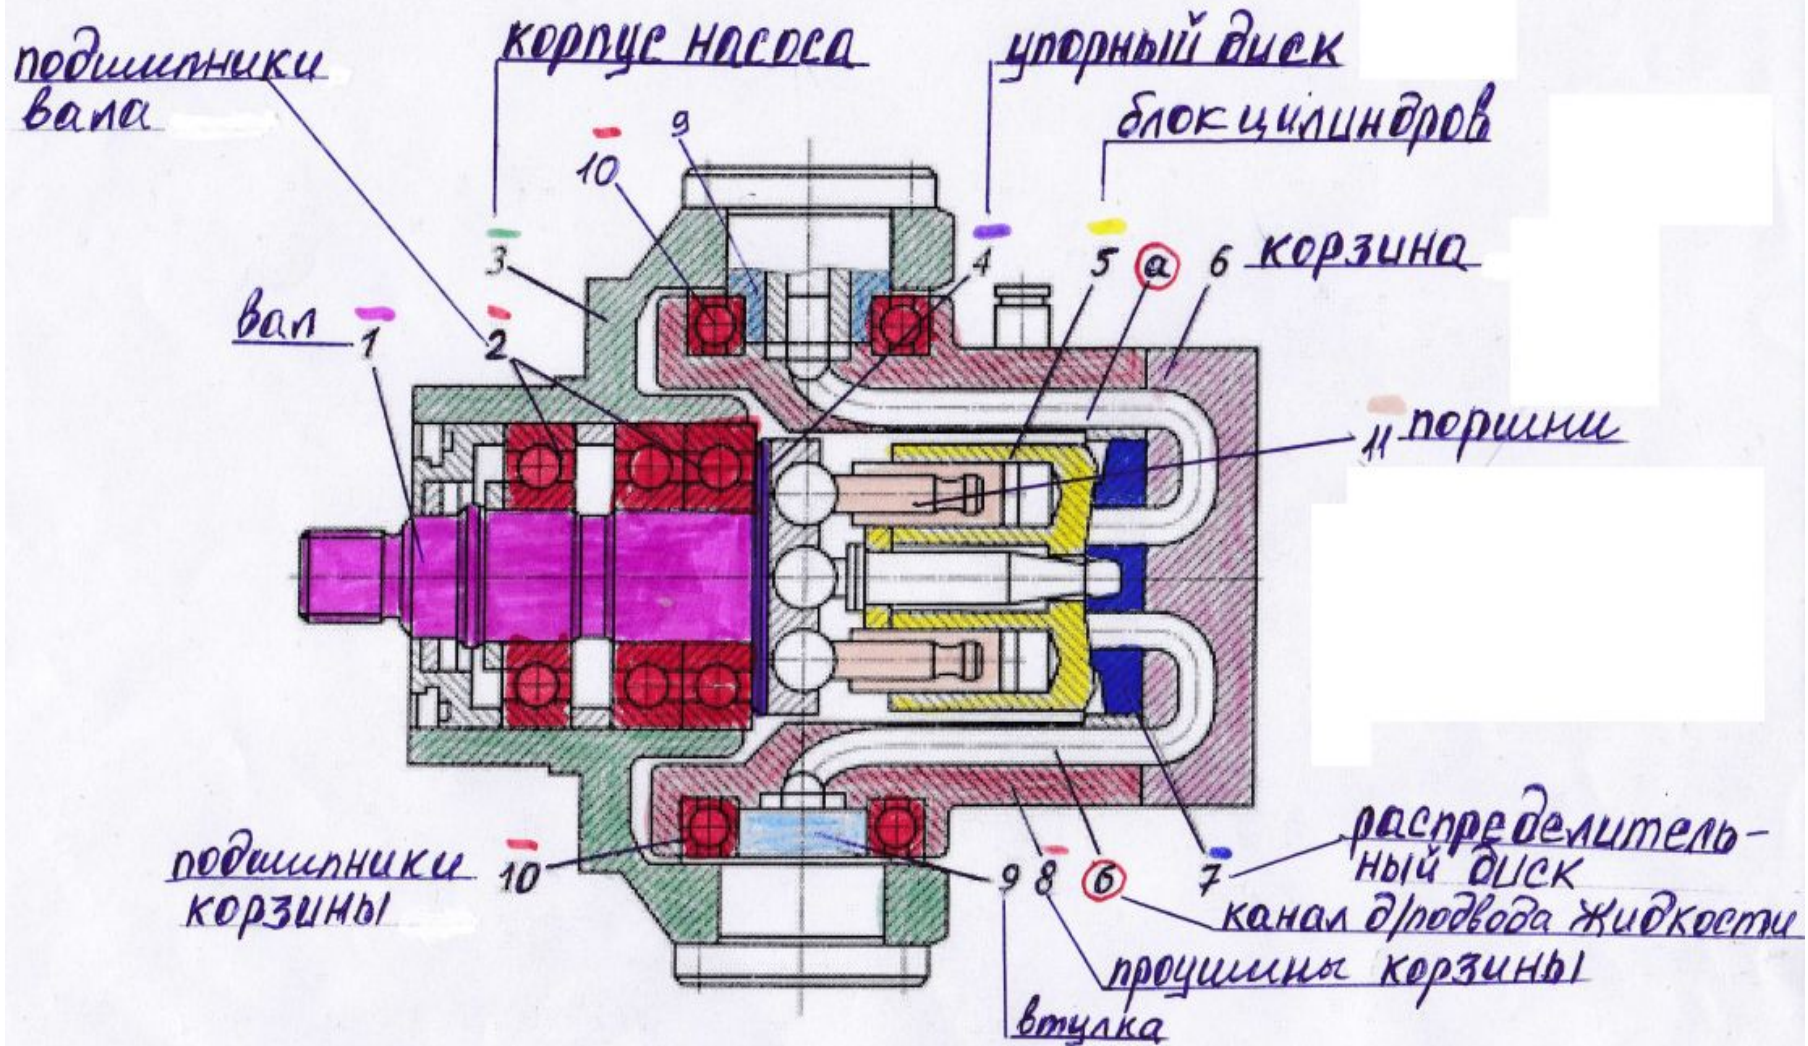 подшипники
вала
корпус насоса
упорный диск
блок цилиндров
10
9
3
4
5
а
6 корзина
вал 1
2
11 поршни
подшипники
корзины
10
9
8
б
7
распределитель-
ный диск
канал д/подвода жидкости
проушины корзины
втулка